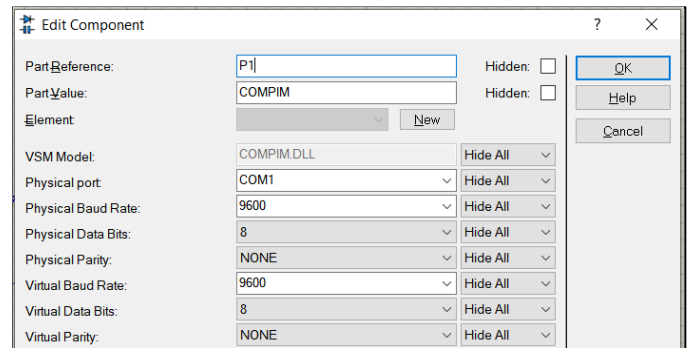 Edit Component ? ×
Part Reference: P1 Hidden: OK
Part Value: COMPIM Hidden: Help
Element: New Cancel
VSM Model: COMPIM.DLL Hide All
Physical port: COM1 Hide All
Physical Baud Rate: 9600 Hide All
Physical Data Bits: 8 Hide All
Physical Parity: NONE Hide All
Virtual Baud Rate: 9600 Hide All
Virtual Data Bits: 8 Hide All
Virtual Parity: NONE Hide All